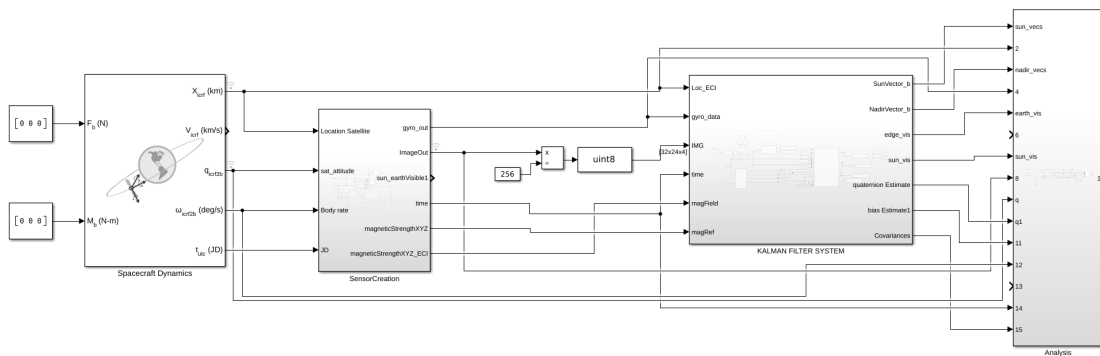 [0 0 0]
[0 0 0]
F_b (N)
M_b (N-m)
X_icrf (km)
V_icrf (km/s)
q_icrf2b
ω_icrf2b (deg/s)
t_utc (JD)
Spacecraft Dynamics
Location Satellite
sat_attitude
Body rate
JD
gyro_out
ImageOut
sun_earthVisible1
time
magneticStrengthXYZ
magneticStrengthXYZ_ECI
SensorCreation
256
×
÷
uint8
[32x24x4]
Loc_ECI
gyro_data
IMG
time
magField
magRef
SunVector_b
NadirVector_b
edge_vis
sun_vis
quaternion Estimate
bias Estimate1
Covariances
KALMAN FILTER SYSTEM
sun_vecs
2
nadir_vecs
4
earth_vis
6
sun_vis
8
q
q1
11
12
13
14
15
Analysis